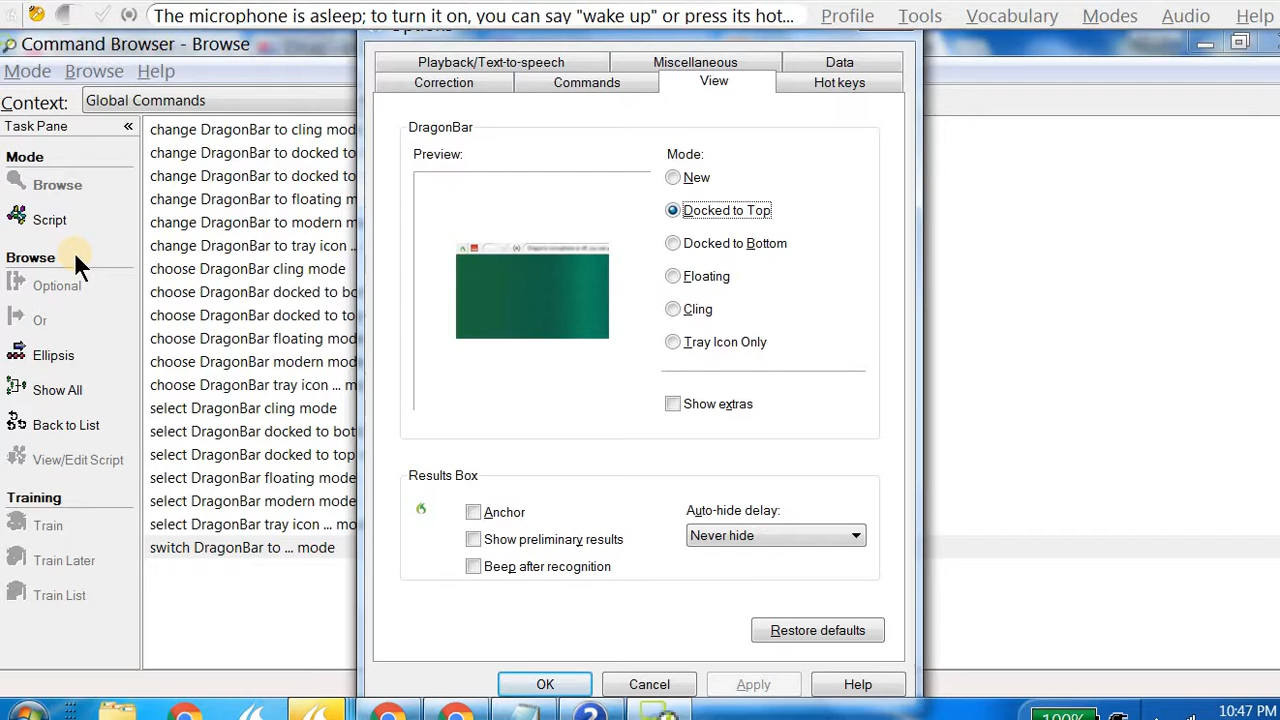 The microphone is asleep; to turn it on, you can say "wake up" or press its hot...
Profile Tools Vocabulary Modes Audio Help
Command Browser - Browse
Mode Browse Help
Context: Global Commands
Task Pane «
Mode
Browse
Script
Browse
Optional
Or
Ellipsis
Show All
Back to List
View/Edit Script
Training
Train
Train Later
Train List
change DragonBar to cling mod
change DragonBar to docked to
change DragonBar to docked to
change DragonBar to floating m
change DragonBar to modern m
change DragonBar to tray icon ..
choose DragonBar cling mode
choose DragonBar docked to bo
choose DragonBar docked to to
choose DragonBar floating mod
choose DragonBar modern mod
choose DragonBar tray icon ... m
select DragonBar cling mode
select DragonBar docked to bot
select DragonBar docked to top
select DragonBar floating mode
select DragonBar modern mode
select DragonBar tray icon ... mo
switch DragonBar to ... mode
Options
Playback/Text-to-speech Miscellaneous Data
Correction Commands View Hot keys
DragonBar
Preview:
Mode:
New
Docked to Top
Docked to Bottom
Floating
Cling
Tray Icon Only
Show extras
Results Box
Anchor
Show preliminary results
Beep after recognition
Auto-hide delay:
Never hide
Restore defaults
OK Cancel Apply Help
100%
10:47 PM